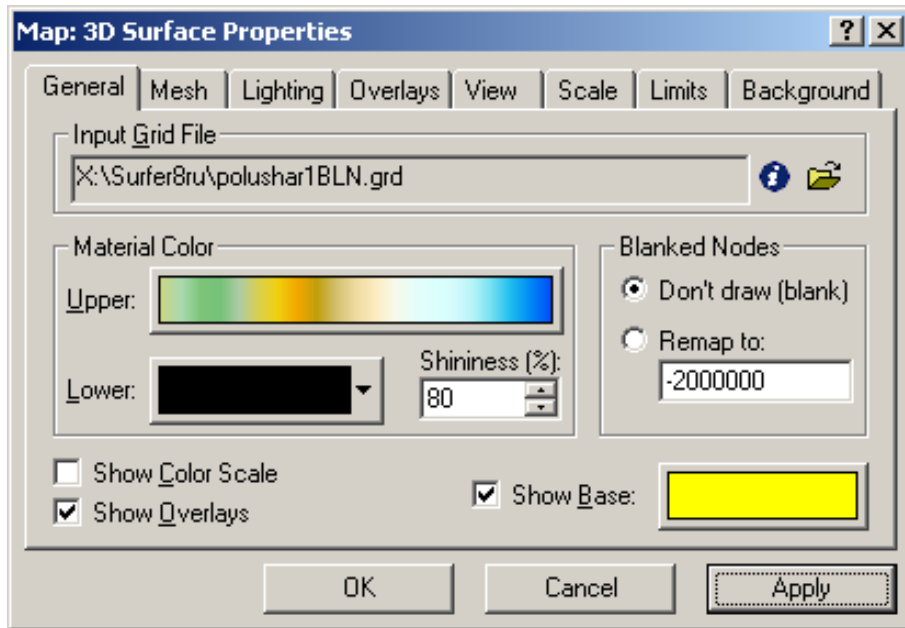 Map: 3D Surface Properties
General Mesh Lighting Overlays View Scale Limits Background
Input Grid File
X:\Surfer8ru\polushar1BLN.grd
Material Color
Upper:
Lower:
Shininess (%):
80
Blanked Nodes
Don't draw (blank)
Remap to:
-2000000
Show Color Scale
Show Overlays
Show Base:
OK Cancel Apply